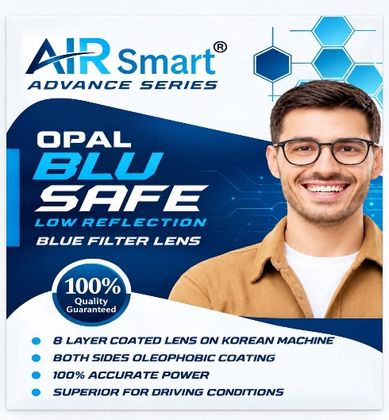 AIR Smart®
ADVANCE SERIES
OPAL
BLU
SAFE
LOW REFLECTION
BLUE FILTER LENS
100%
Quality
Guaranteed
8 LAYER COATED LENS ON KOREAN MACHINE
BOTH SIDES OLEOPHOBIC COATING
100% ACCURATE POWER
SUPERIOR FOR DRIVING CONDITIONS